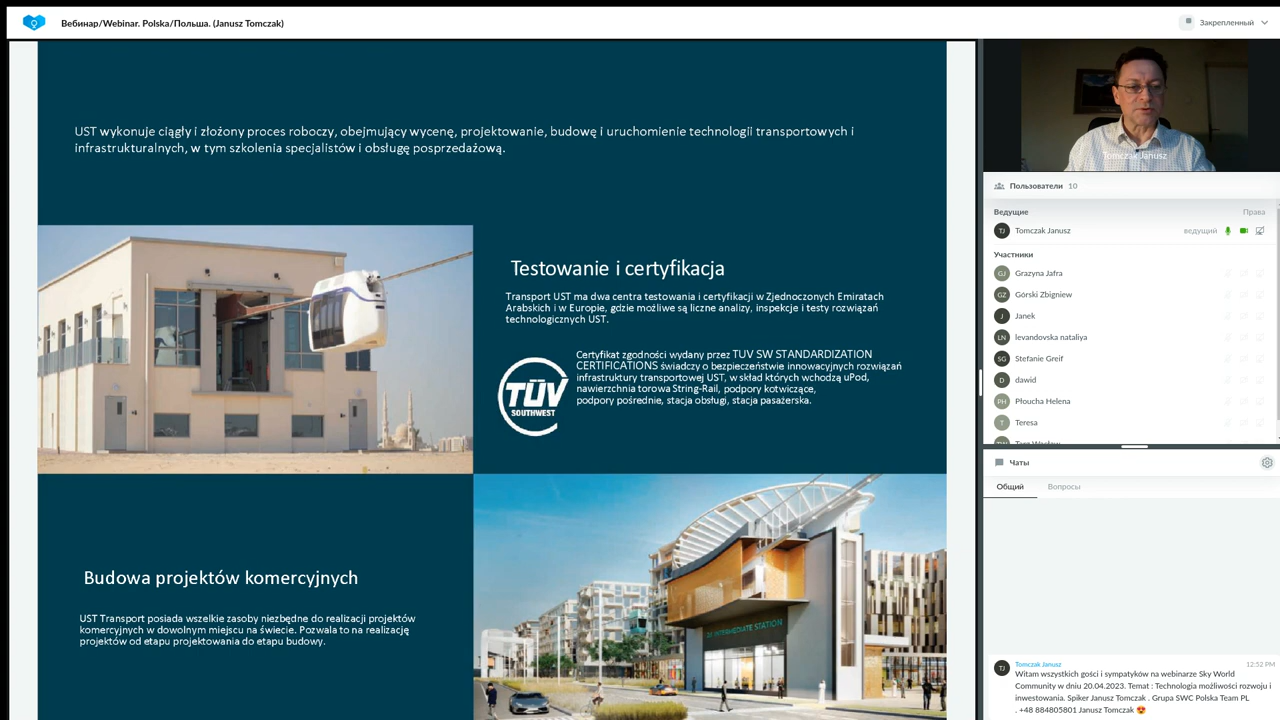 Вебинар/Webinar. Polska/Польша. (Janusz Tomczak)
Закрепленный
UST wykonuje ciągły i złożony proces roboczy, obejmujący wycenę, projektowanie, budowę i uruchomienie technologii transportowych i
infrastrukturalnych, w tym szkolenia specjalistów i obsługę posprzedażową.
Testowanie i certyfikacja
Transport UST ma dwa centra testowania i certyfikacji w Zjednoczonych Emiratach
Arabskich i w Europie, gdzie możliwe są liczne analizy, inspekcje i testy rozwiązań
technologicznych UST.
TÜV
SOUTHWEST
Certyfikat zgodności wydany przez TUV SW STANDARDIZATION
CERTIFICATIONS świadczy o bezpieczeństwie innowacyjnych rozwiązań
infrastruktury transportowej UST, w skład których wchodzą uPod,
nawierzchnia torowa String-Rail, podpory kotwiczące,
podpory pośrednie, stacja obsługi, stacja pasażerska.
Budowa projektów komercyjnych
UST Transport posiada wszelkie zasoby niezbędne do realizacji projektów
komercyjnych w dowolnym miejscu na świecie. Pozwala to na realizację
projektów od etapu projektowania do etapu budowy.
INTERMEDIATE STATION
Tomczak Janusz
Пользователи 10
Ведущие Права
TJ Tomczak Janusz ведущий
Участники
GJ Grazyna Jafra
GZ Górski Zbigniew
J Janek
LN levandovska nataliya
SG Stefanie Greif
D dawid
PH Płoucha Helena
T Teresa
Чаты
Общий Вопросы
TJ Tomczak Janusz 12:52 PM
Witam wszystkich gości i sympatyków na webinarze Sky World
Community w dniu 20.04.2023. Temat : Technologia możliwości rozwoju i
inwestowania. Spiker Janusz Tomczak . Grupa SWC Polska Team PL
. +48 884805801 Janusz Tomczak 😍